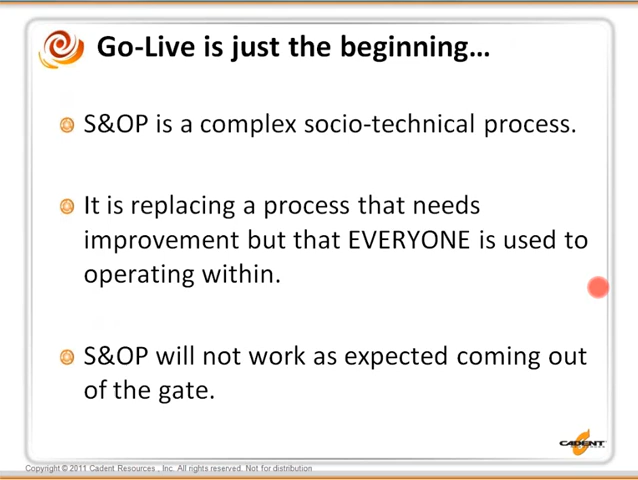 Go-Live is just the beginning…
S&OP is a complex socio-technical process.
It is replacing a process that needs
improvement but that EVERYONE is used to
operating within.
S&OP will not work as expected coming out
of the gate.
CADENT
Copyright © 2011 Cadent Resources , Inc. All rights reserved. Not for distribution